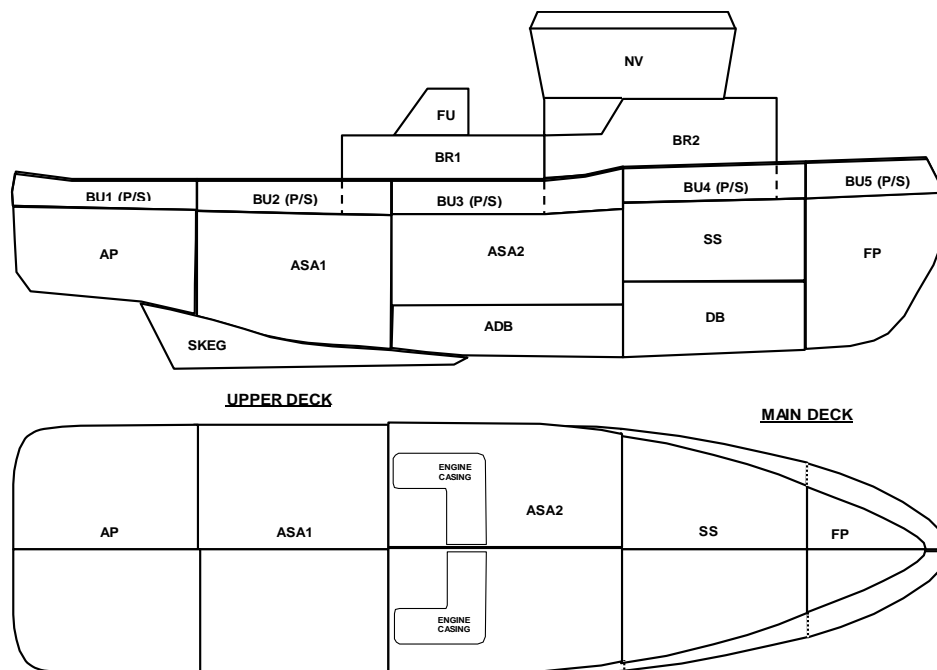 NV
FU
BR1
BR2
BU1 (P/S)
BU2 (P/S)
BU3 (P/S)
BU4 (P/S)
BU5 (P/S)
AP
ASA1
ASA2
SS
FP
ADB
DB
SKEG
UPPER DECK
MAIN DECK
ENGINE
CASING
AP
ASA1
ASA2
SS
FP
ENGINE
CASING